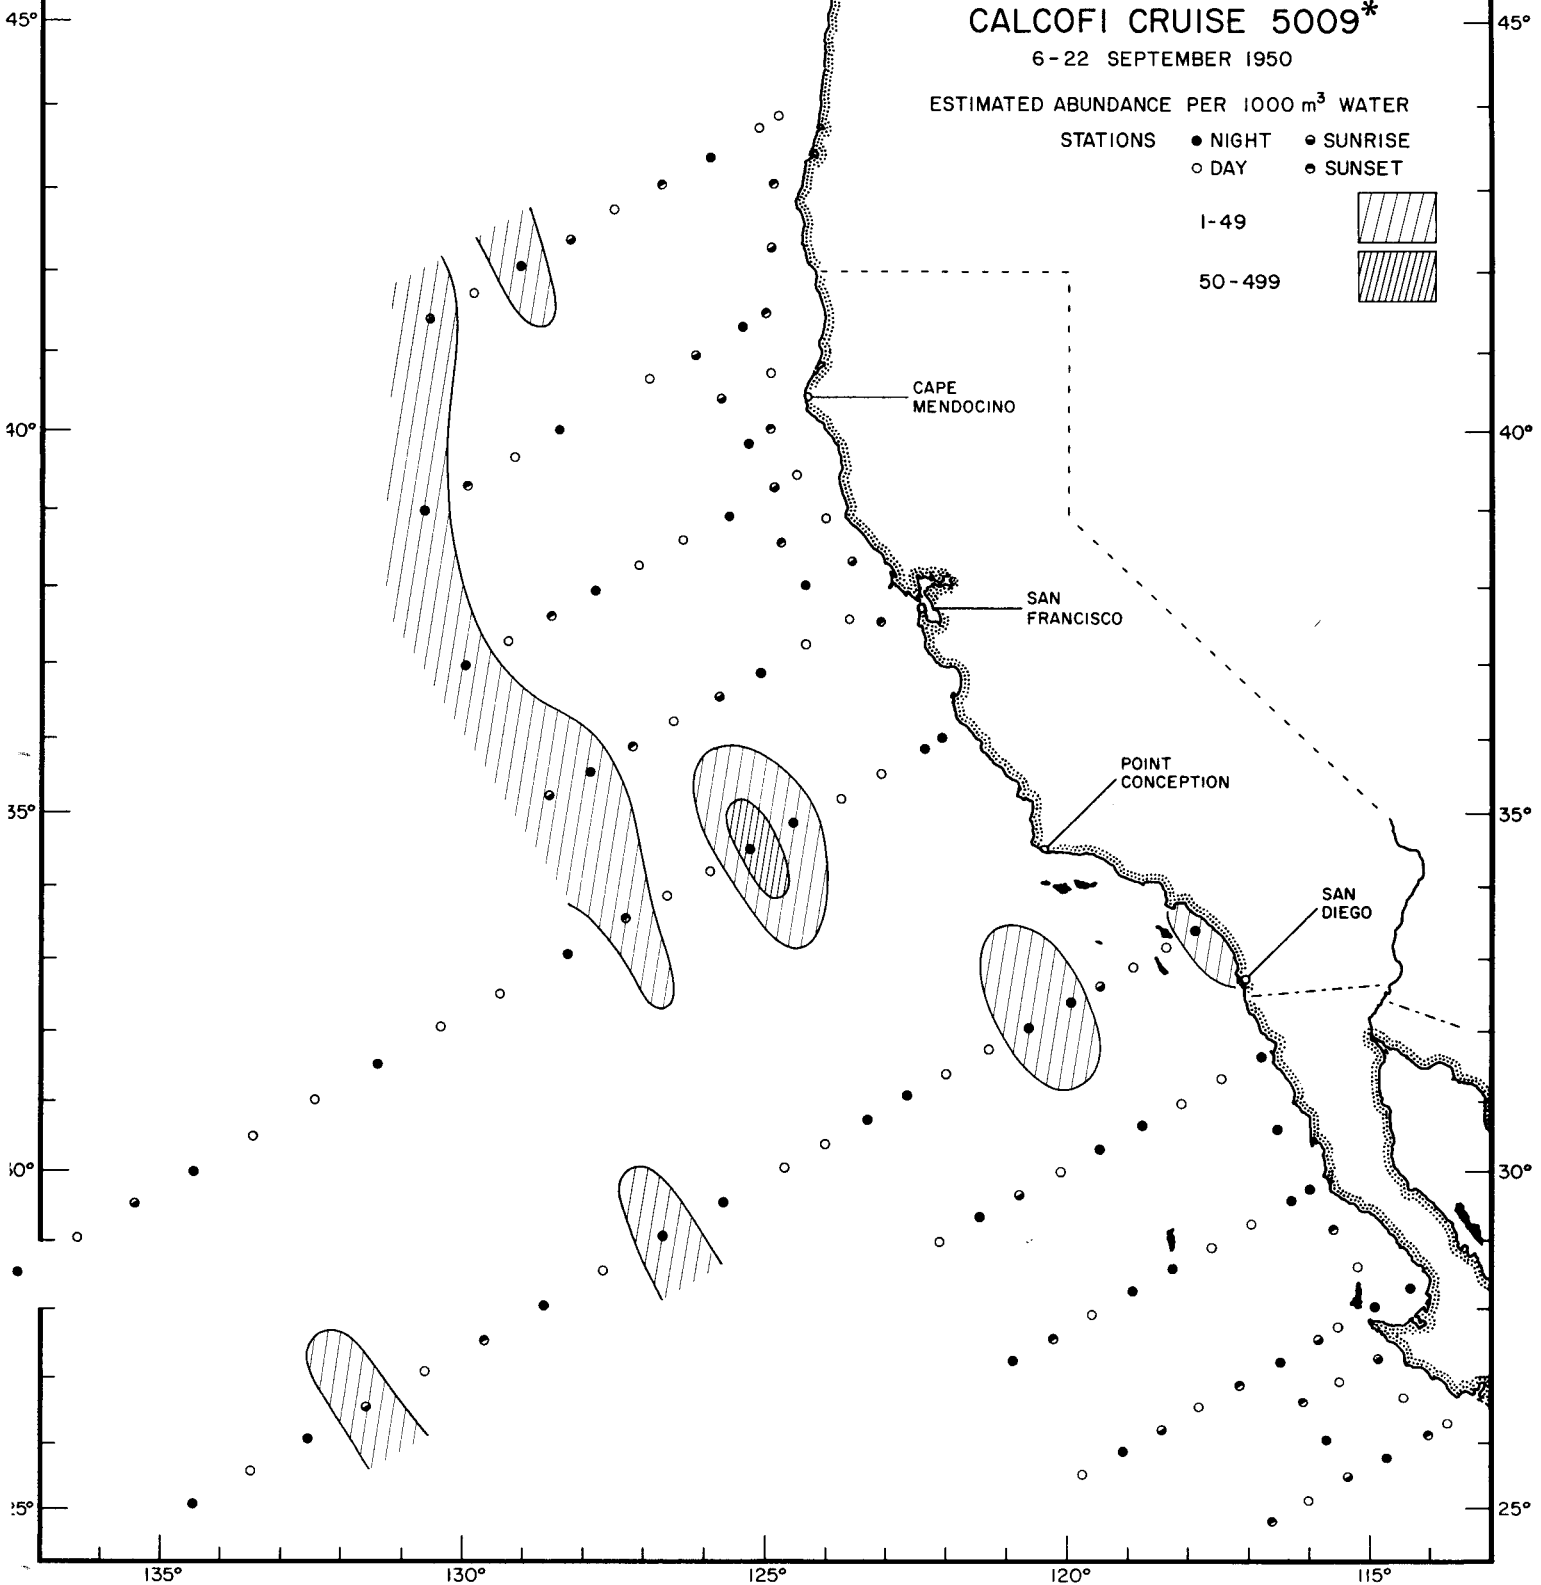 CALCOFI CRUISE 5009*
6-22 SEPTEMBER 1950
ESTIMATED ABUNDANCE PER 1000 m³ WATER
STATIONS ● NIGHT ◒ SUNRISE
○ DAY ◓ SUNSET
1-49
50-499
45°
45°
CAPE
MENDOCINO
40°
40°
SAN
FRANCISCO
POINT
CONCEPTION
35°
35°
SAN
DIEGO
30°
30°
25°
25°
135° 130° 125° 120° 115°